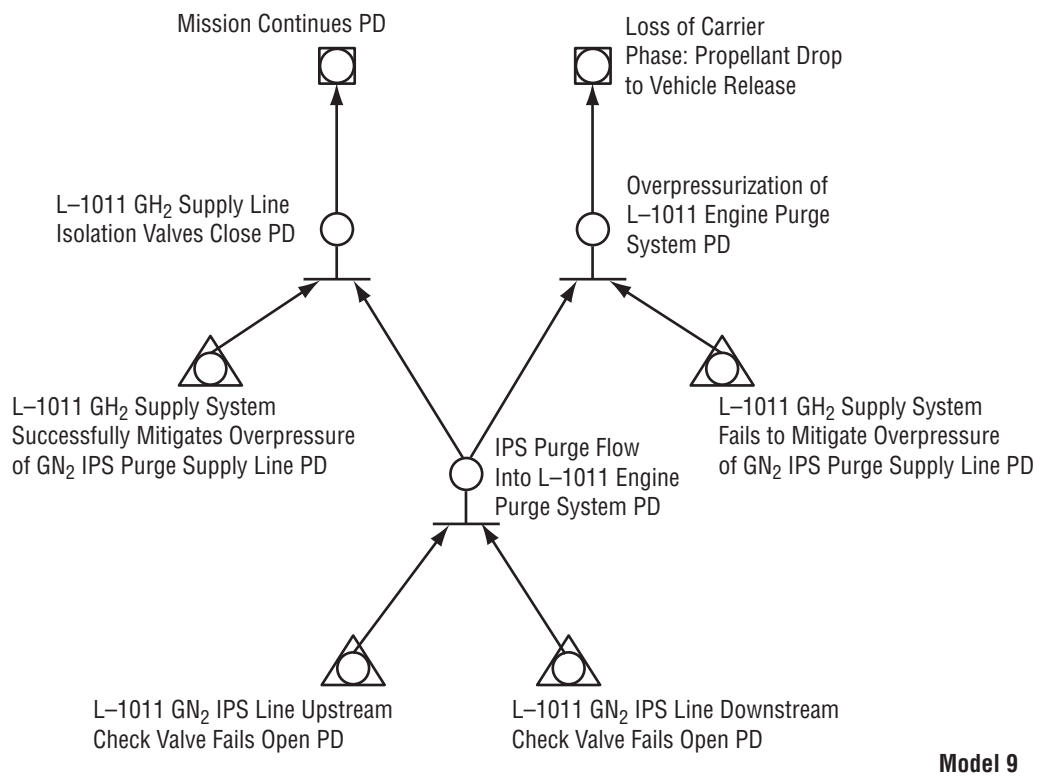 Mission Continues PD
Loss of Carrier
Phase: Propellant Drop
to Vehicle Release
L–1011 GH₂ Supply Line
Isolation Valves Close PD
Overpressurization of
L–1011 Engine Purge
System PD
L–1011 GH₂ Supply System
Successfully Mitigates Overpressure
of GN₂ IPS Purge Supply Line PD
L–1011 GH₂ Supply System
Fails to Mitigate Overpressure
of GN₂ IPS Purge Supply Line PD
IPS Purge Flow
Into L–1011 Engine
Purge System PD
L–1011 GN₂ IPS Line Upstream
Check Valve Fails Open PD
L–1011 GN₂ IPS Line Downstream
Check Valve Fails Open PD
Model 9